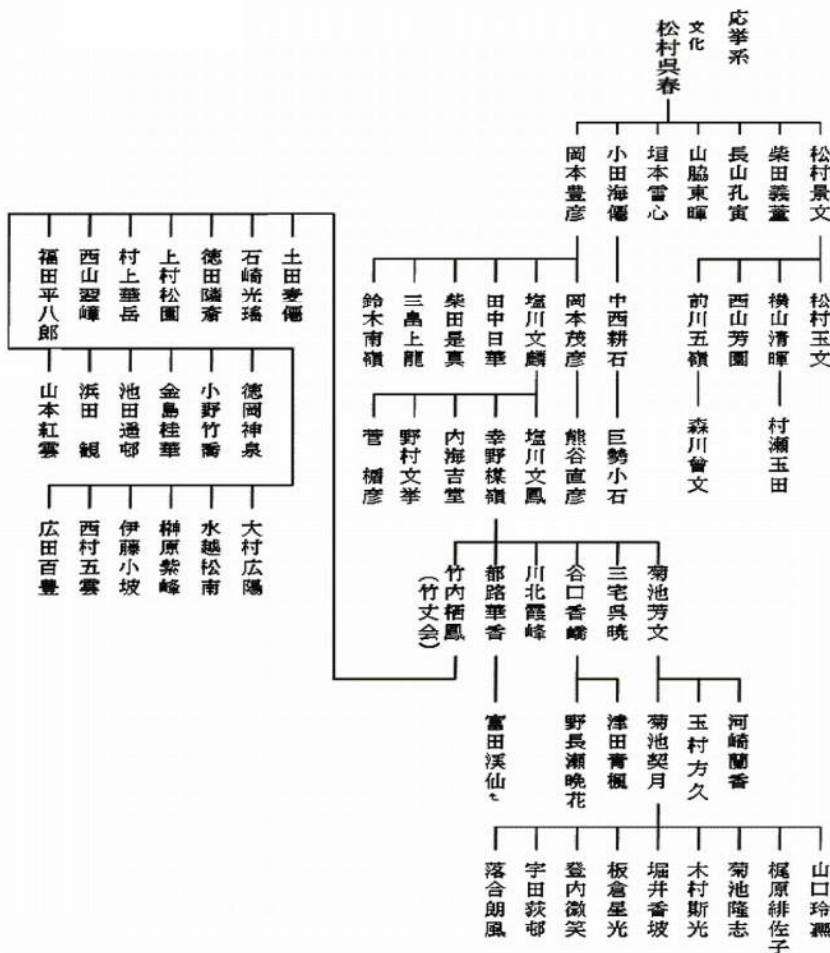 応挙系
文化
松村呉春
松村景文
柴田義董
長山孔寅
山脇東暉
垣本雪心
小田海僊
岡本豊彦
松村玉文
横山清暉
西山芳園
前川五嶺
中西耕石
岡本茂彦
塩川文麟
田中日華
柴田是真
三畠上龍
鈴木南嶺
村瀬玉田
森川曾文
巨勢小石
熊谷直彦
塩川文鳳
幸野楳嶺
内海吉堂
野村文挙
菅楯彦
菊池芳文
三宅呉暁
谷口香嶠
川北霞峰
都路華香
竹内栖鳳
（竹丈会）
河崎蘭香
玉村方久
菊池契月
津田青楓
野長瀬晩花
富田渓仙
山口玲熈
梶原緋佐子
菊池隆志
木村斯光
堀井香坡
板倉星光
登内微笑
宇田荻邨
落合朗風
土田麦僊
石崎光瑤
徳田隣斎
上村松園
村上華岳
西山翠嶂
福田平八郎
徳岡神泉
小野竹喬
金島桂華
池田遥邨
浜田観
山本紅雲
大村広陽
水越松南
榊原紫峰
伊藤小坡
西村五雲
広田百豊